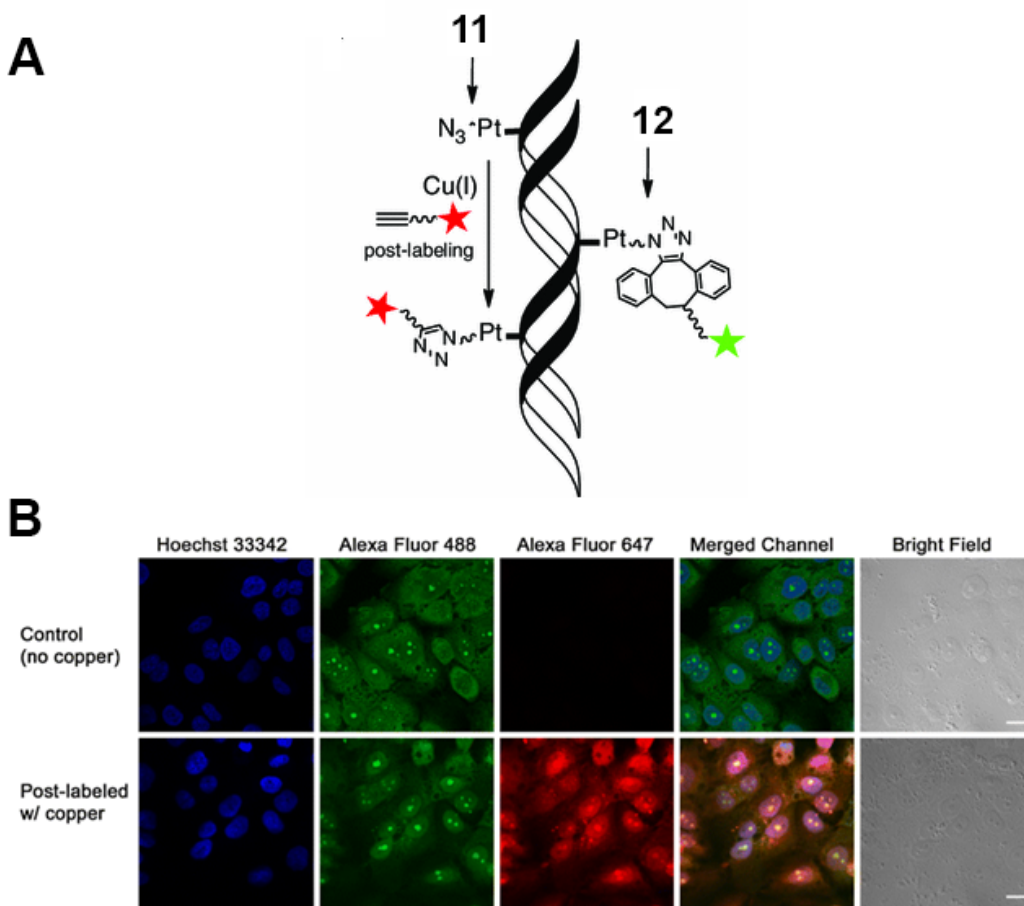 A
11
12
N3 Pt
Cu(I)
post-labeling
Pt N N N
N N N Pt
B
Hoechst 33342 Alexa Fluor 488 Alexa Fluor 647 Merged Channel Bright Field
Control
(no copper)
Post-labeled
w/ copper